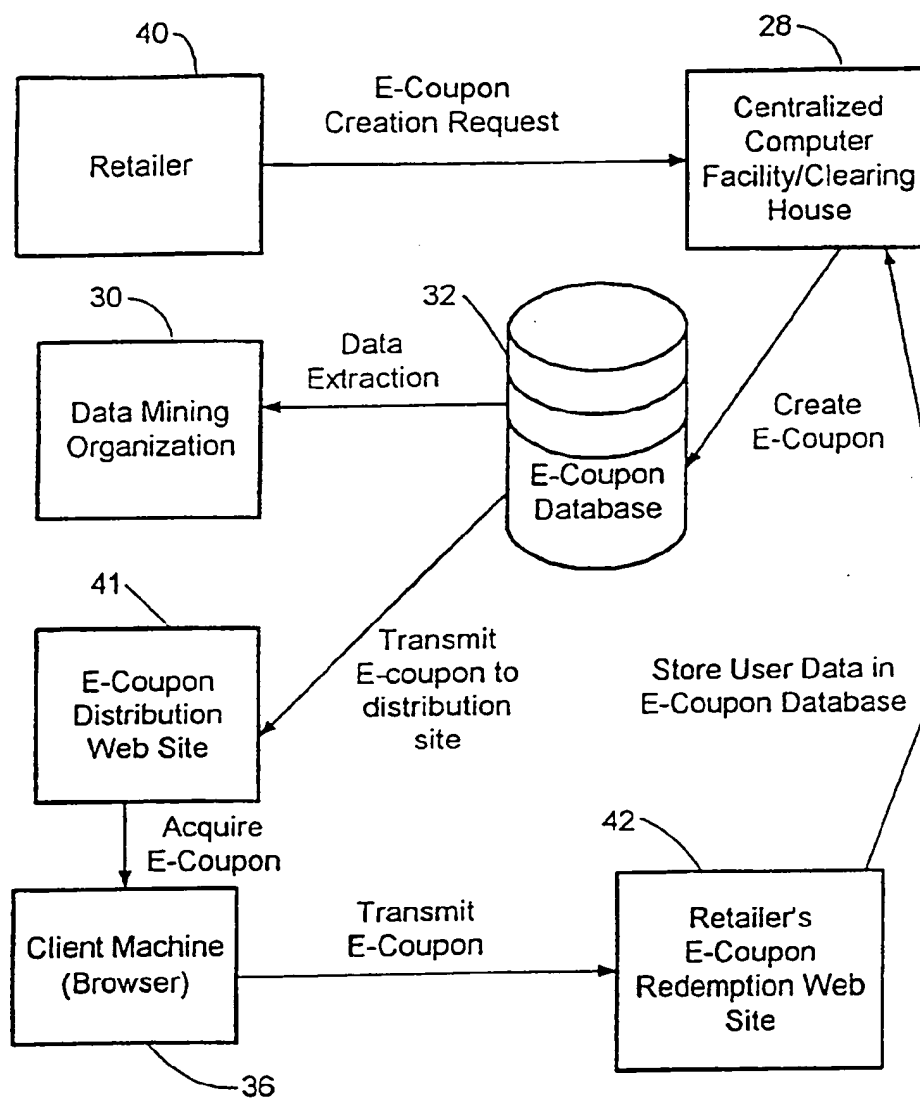 40
28
Retailer
E-Coupon
Creation Request
Centralized
Computer
Facility/Clearing
House
30
32
Data Mining
Organization
Data
Extraction
E-Coupon
Database
Create
E-Coupon
41
E-Coupon
Distribution
Web Site
Transmit
E-coupon to
distribution
site
Store User Data in
E-Coupon Database
Acquire
E-Coupon
42
Client Machine
(Browser)
Transmit
E-Coupon
Retailer's
E-Coupon
Redemption Web
Site
36